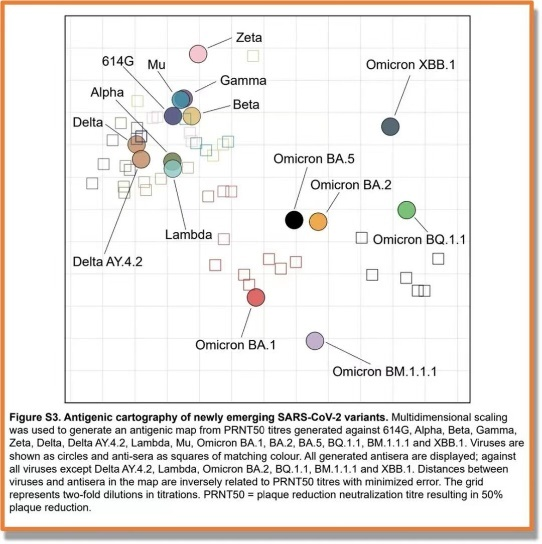 Zeta
614G
Mu
Gamma
Alpha
Beta
Delta
Omicron XBB.1
Omicron BA.5
Omicron BA.2
Lambda
Omicron BQ.1.1
Delta AY.4.2
Omicron BA.1
Omicron BM.1.1.1
Figure S3. Antigenic cartography of newly emerging SARS-CoV-2 variants. Multidimensional scaling
was used to generate an antigenic map from PRNT50 titres generated against 614G, Alpha, Beta, Gamma,
Zeta, Delta, Delta AY.4.2, Lambda, Mu, Omicron BA.1, BA.2, BA.5, BQ.1.1, BM.1.1.1 and XBB.1. Viruses are
shown as circles and anti-sera as squares of matching colour. All generated antisera are displayed; against
all viruses except Delta AY.4.2, Lambda, Omicron BA.2, BQ.1.1, BM.1.1.1 and XBB.1. Distances between
viruses and antisera in the map are inversely related to PRNT50 titres with minimized error. The grid
represents two-fold dilutions in titrations. PRNT50 = plaque reduction neutralization titre resulting in 50%
plaque reduction.